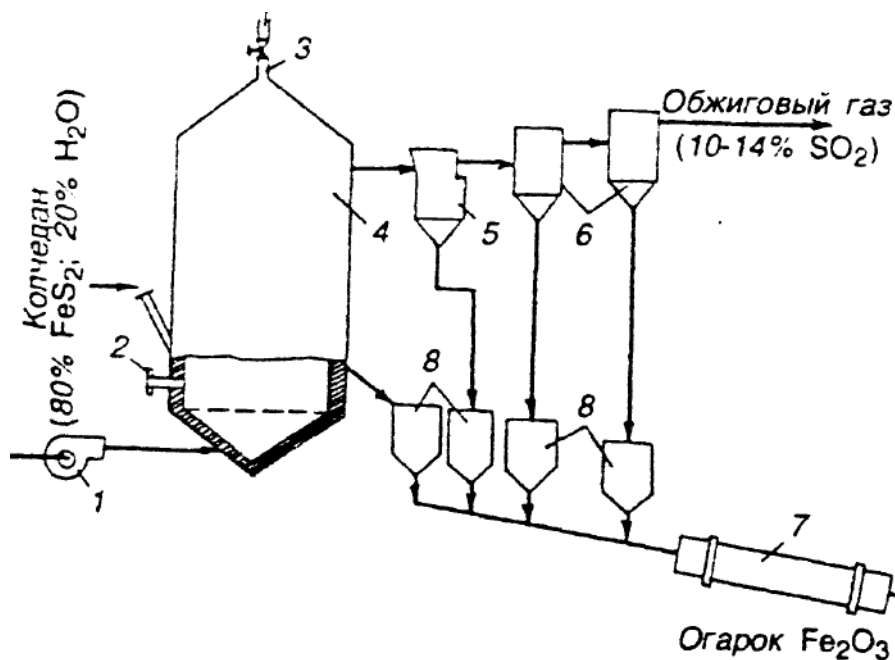 3
Обжиговый газ
(10-14% SO₂)
Колчедан
(80% FeS₂; 20% H₂O)
4
5
6
2
8
8
1
7
Огарок Fe₂O₃